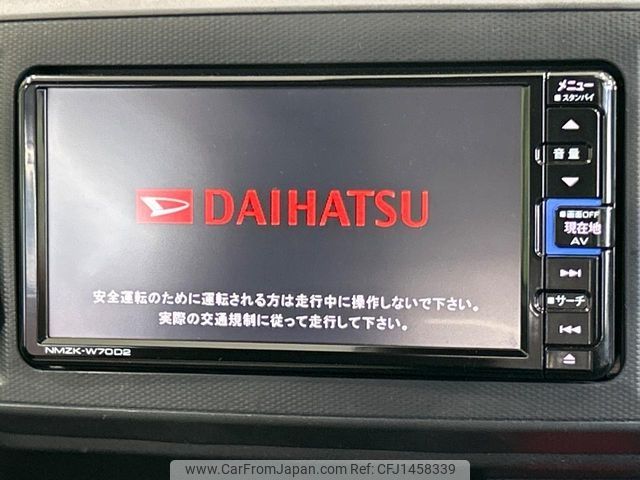 メニュー
■ スタンバイ
音量
■ 画面OFF
現在地
AV
■ サーチ
DAIHATSU
安全運転のために運転される方は走行中に操作しないで下さい。
実際の交通規制に従って走行して下さい。
NMZK-W70D2
www.CarFromJapan.com - CFJ1458339